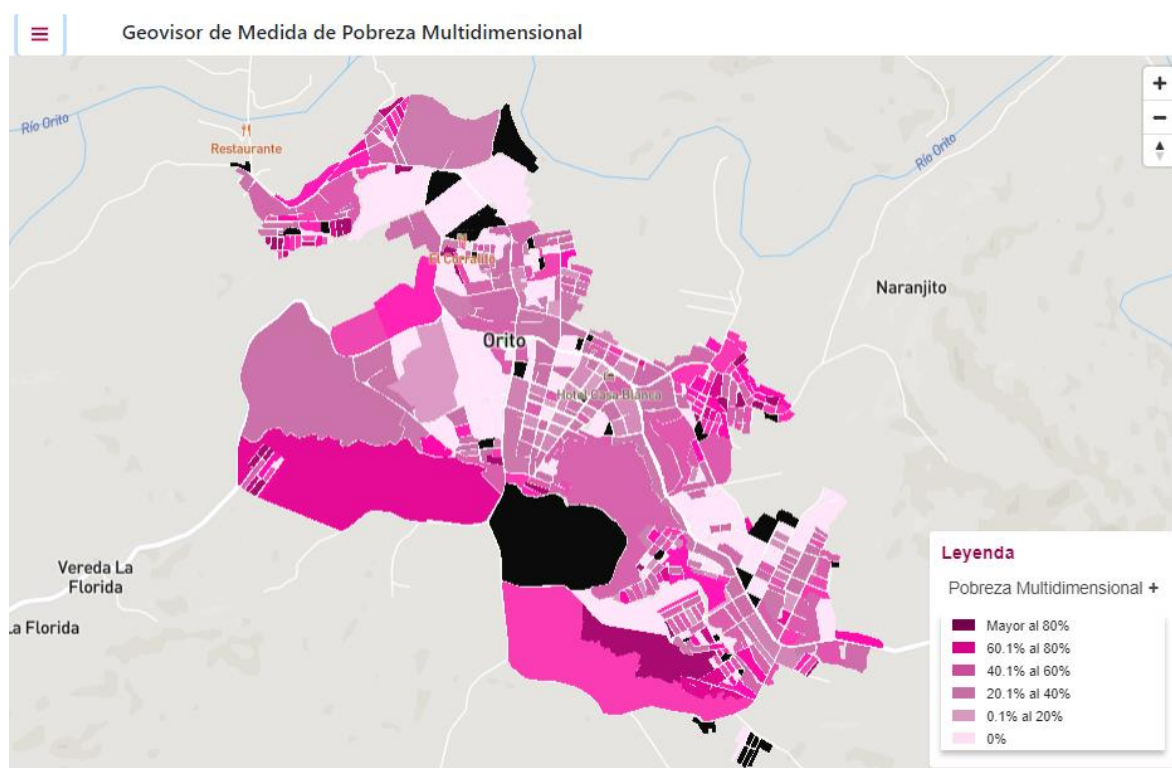 Geovisor de Medida de Pobreza Multidimensional
Río Orito
Restaurante
Río Orito
El Corralito
Naranjito
Orito
Hotel Casa Blanca
Vereda La
Florida
La Florida
Leyenda
Pobreza Multidimensional +
Mayor al 80%
60.1% al 80%
40.1% al 60%
20.1% al 40%
0.1% al 20%
0%